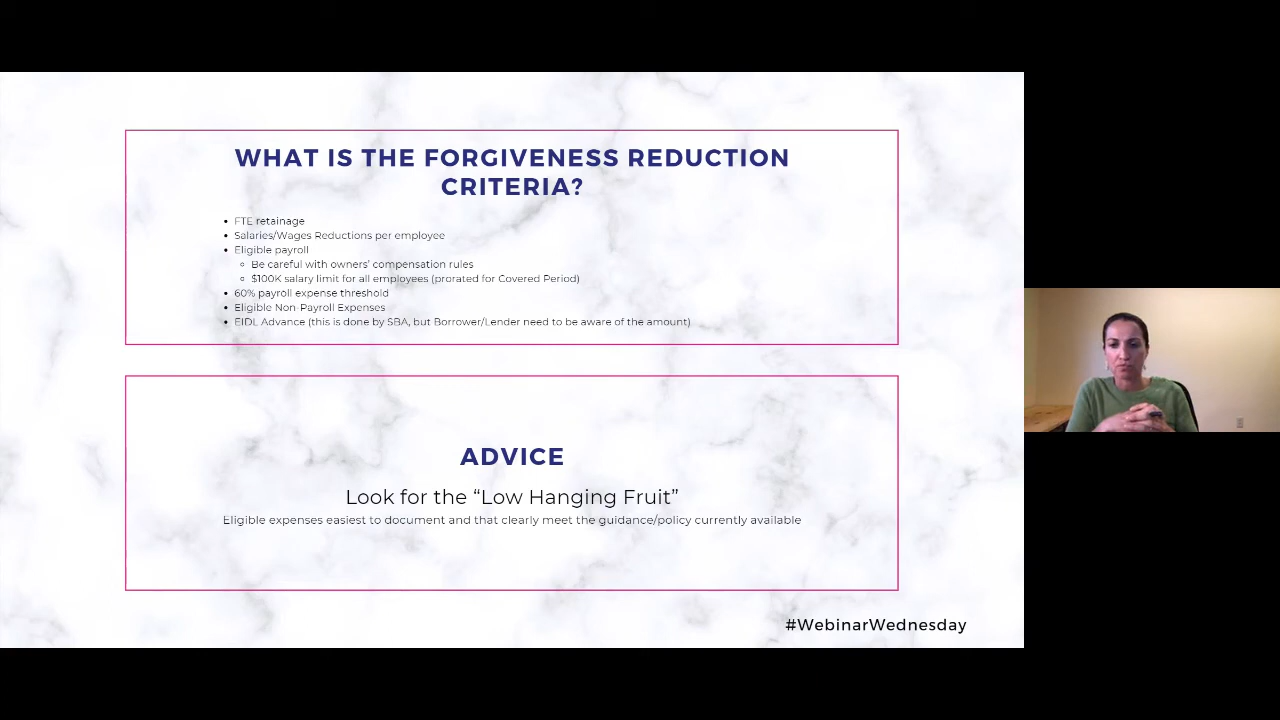 WHAT IS THE FORGIVENESS REDUCTION
CRITERIA?
• FTE retainage
• Salaries/Wages Reductions per employee
• Eligible payroll
◦ Be careful with owners' compensation rules
◦ $100K salary limit for all employees (prorated for Covered Period)
• 60% payroll expense threshold
• Eligible Non-Payroll Expenses
• EIDL Advance (this is done by SBA, but Borrower/Lender need to be aware of the amount)
ADVICE
Look for the “Low Hanging Fruit”
Eligible expenses easiest to document and that clearly meet the guidance/policy currently available
#WebinarWednesday